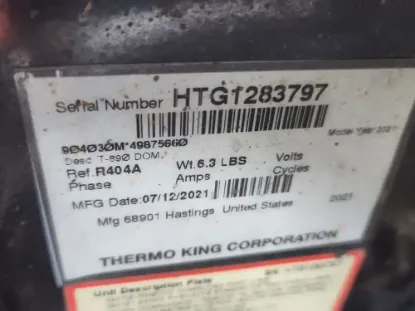 Serial Number HTG1283797
904030M*49875660
Model Year 2021
Desc T-890 DOM.
Ref.R404A Wt.6.3 LBS Volts
Phase Amps Cycles
MFG Date:07/12/2021
Mfg 68901 Hastings United States 2021
THERMO KING CORPORATION
Unit Description Plate